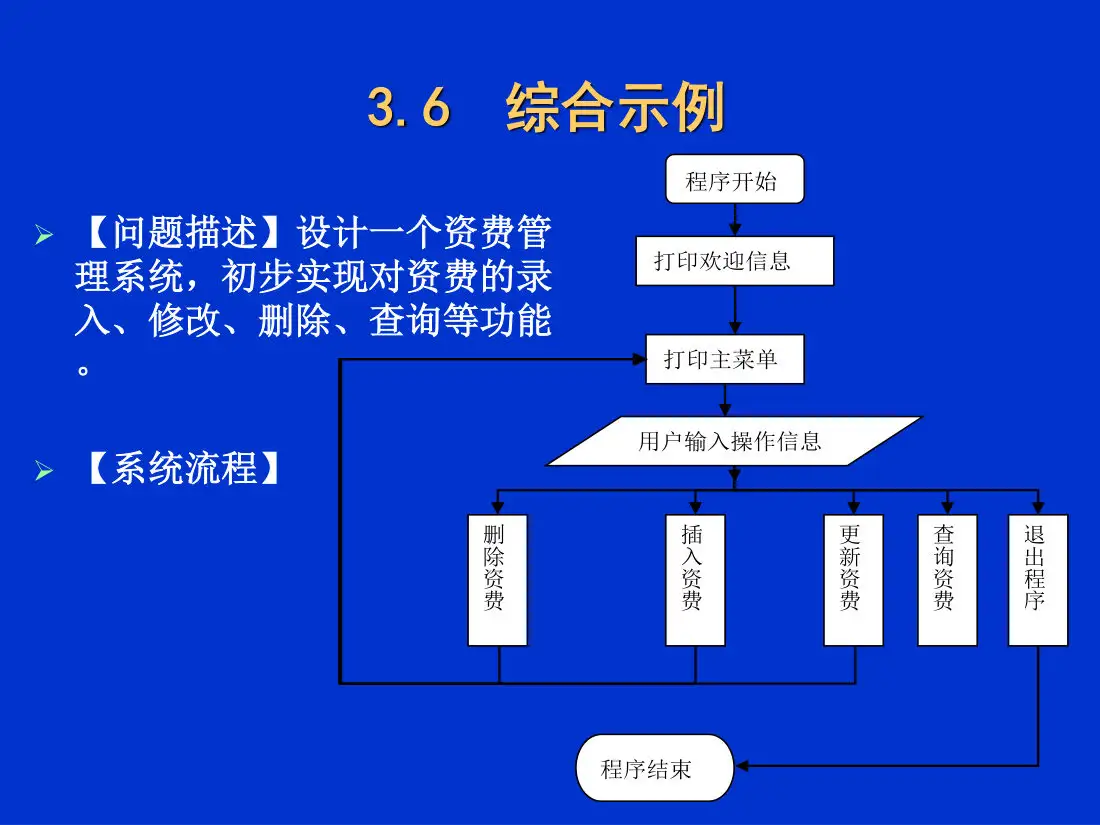 3.6 综合示例
【问题描述】设计一个资费管
理系统，初步实现对资费的录
入、修改、删除、查询等功能
。
【系统流程】
程序开始
打印欢迎信息
打印主菜单
用户输入操作信息
删除资费
插入资费
更新资费
查询资费
退出程序
程序结束